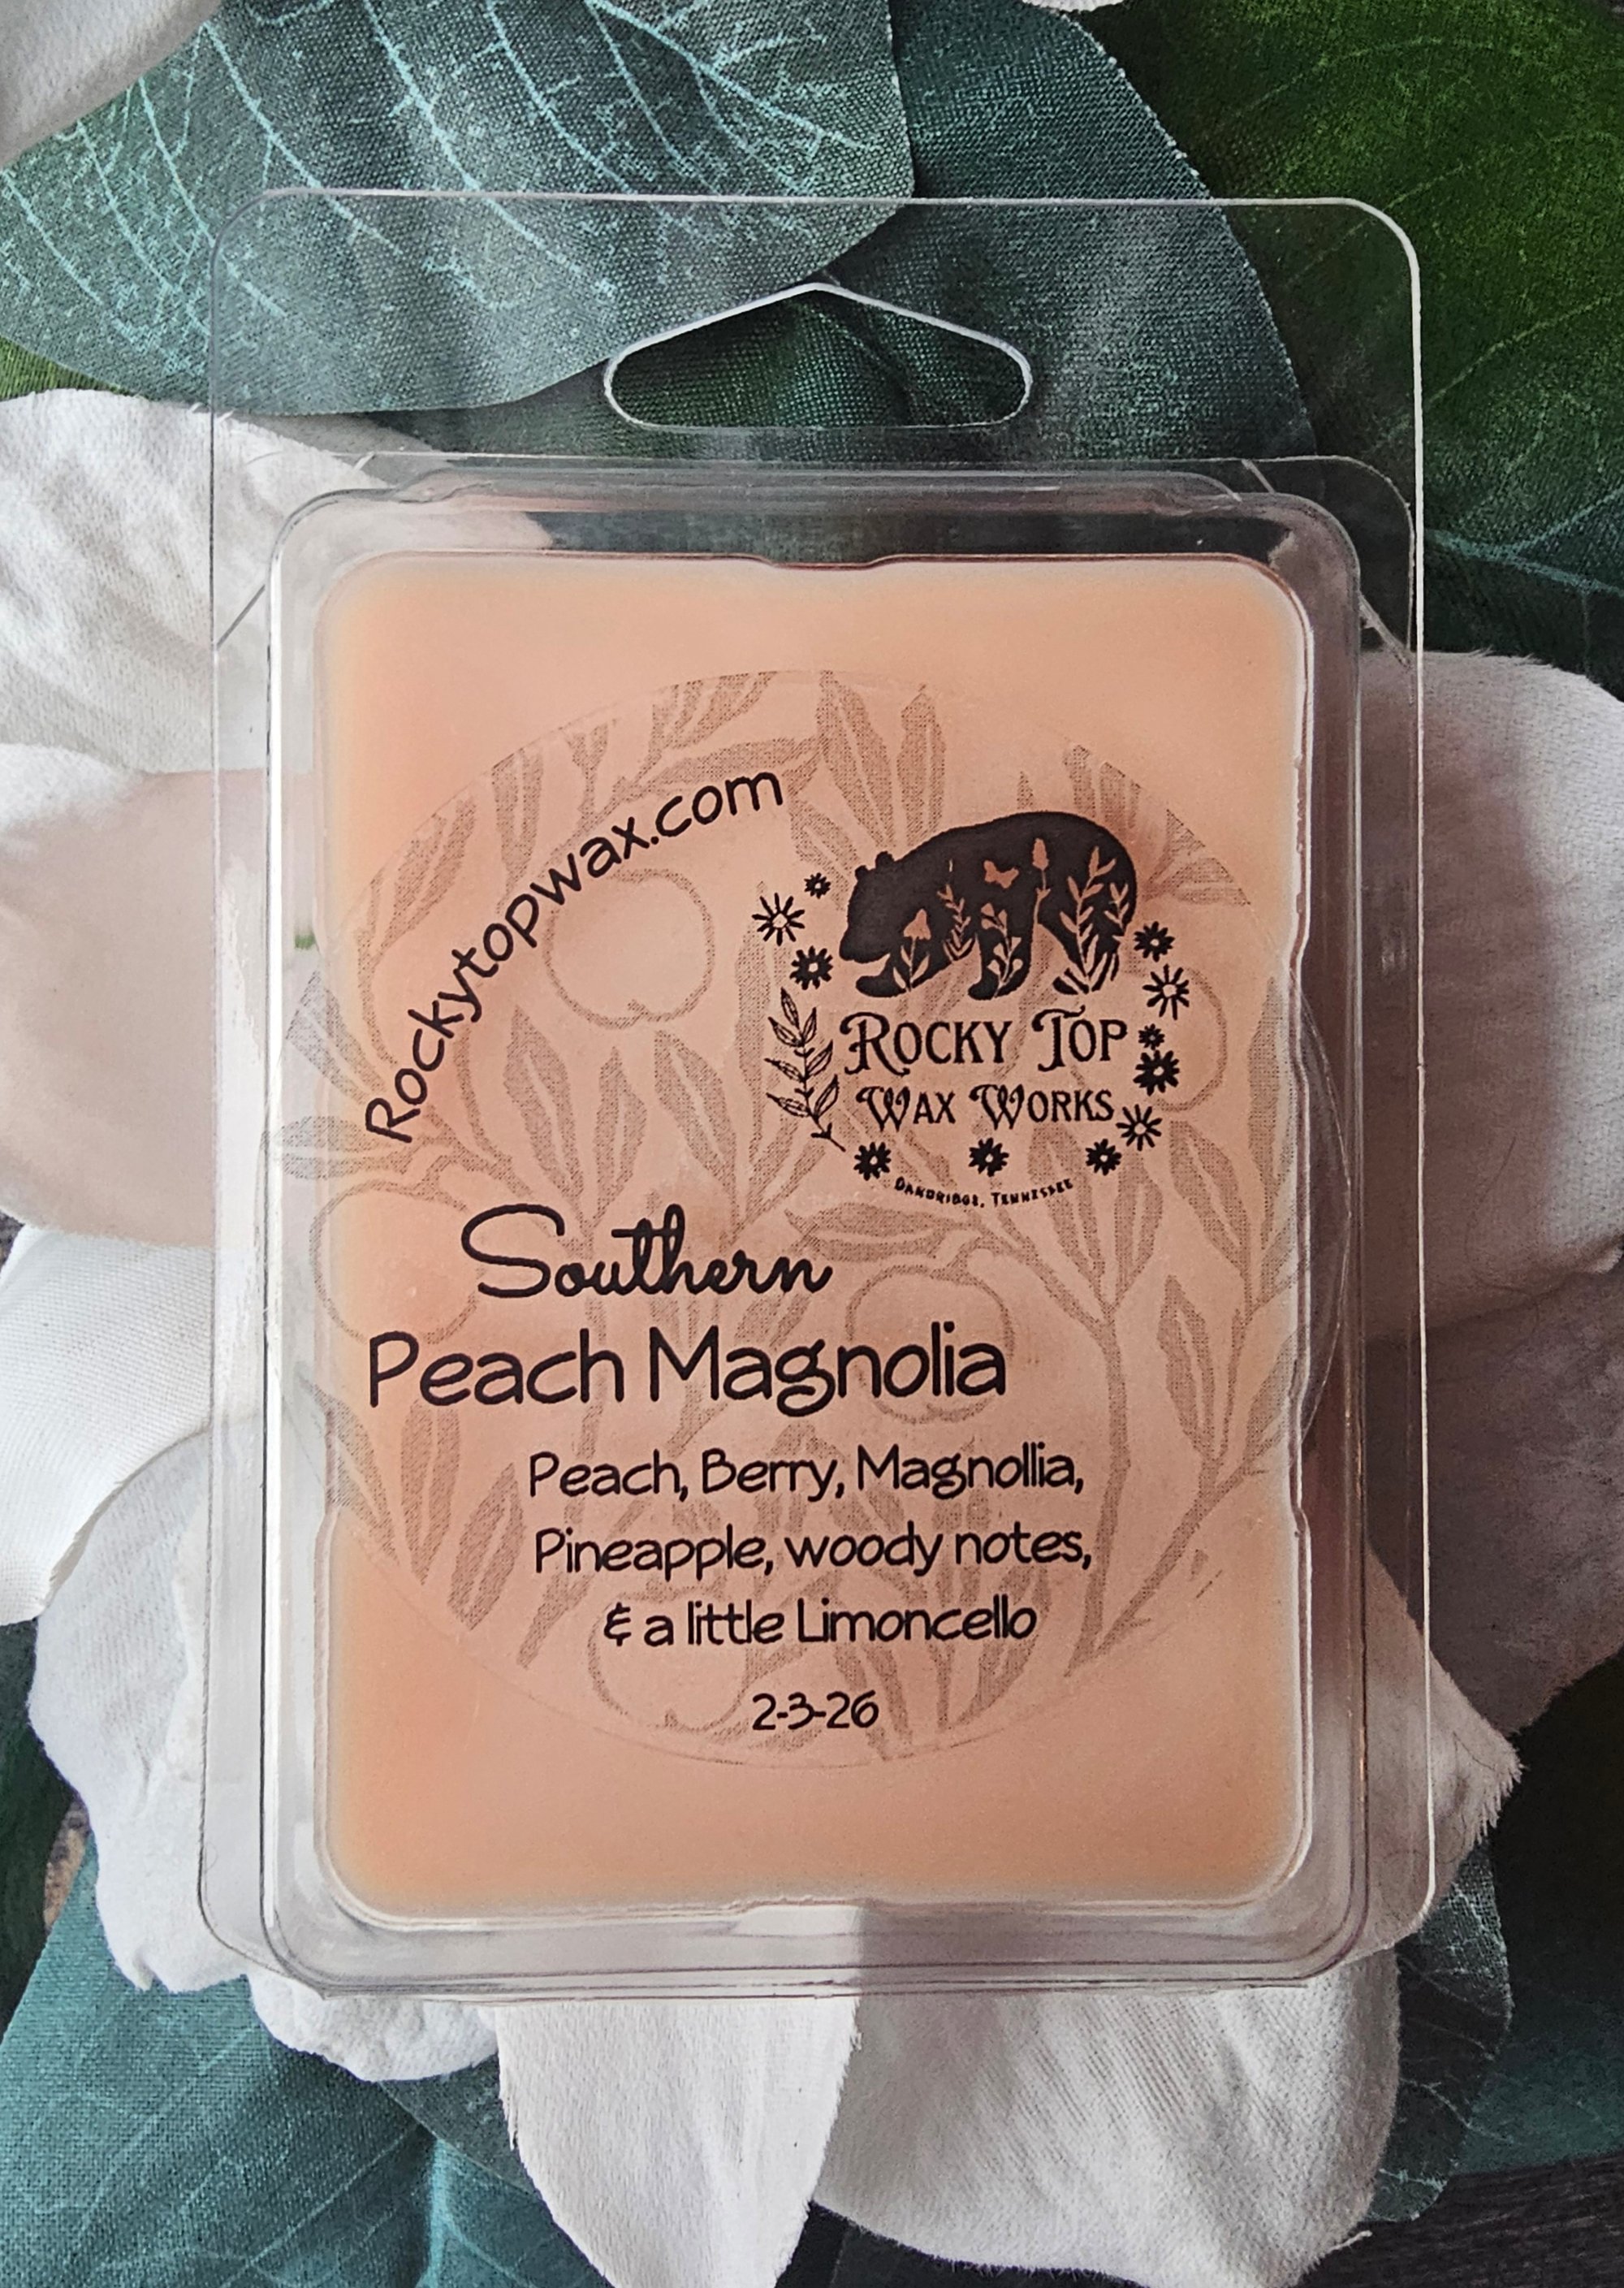 Rockytopwax.com
Rocky Top
Wax Works
Dandridge, Tennessee
Southern
Peach Magnolia
Peach, Berry, Magnollia,
Pineapple, woody notes,
& a little Limoncello
2-3-26